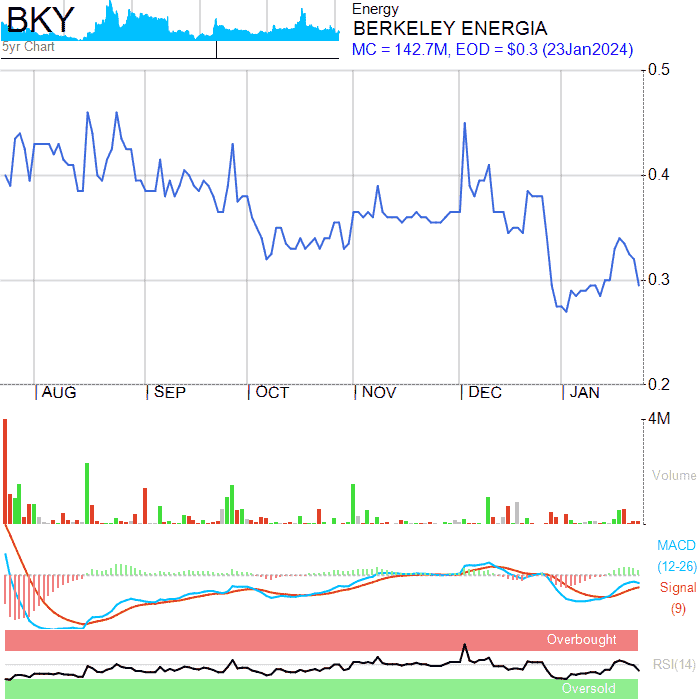 BKY
5yr Chart
Energy
BERKELEY ENERGIA
MC = 142.7M, EOD = $0.3 (23Jan2024)
0.5
0.4
0.3
0.2
AUG SEP OCT NOV DEC JAN
4M
Volume
MACD
(12-26)
Signal
(9)
Overbought
RSI(14)
Oversold